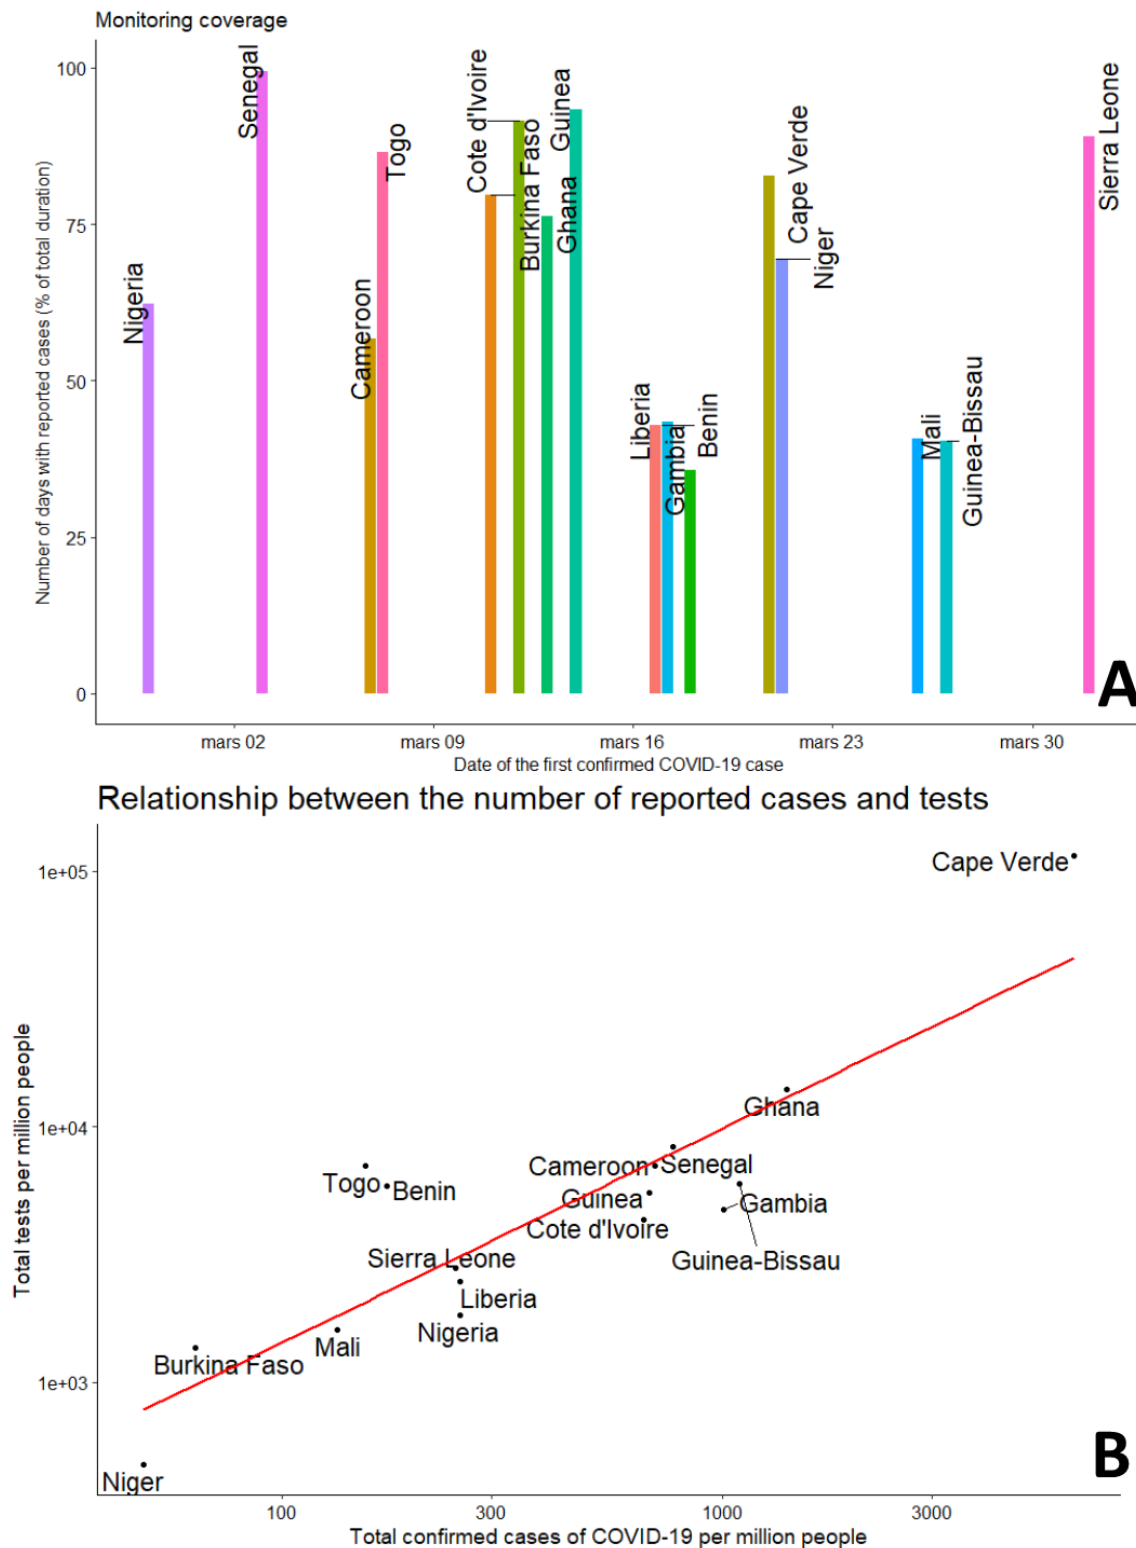 Monitoring coverage
Number of days with reported cases (% of total duration)
100
75
50
25
0
Nigeria
Senegal
Cameroon
Togo
Cote d'Ivoire
Burkina Faso
Ghana
Guinea
Liberia
Gambia
Benin
Cape Verde
Niger
Mali
Guinea-Bissau
Sierra Leone
A
mars 02
mars 09
mars 16
mars 23
mars 30
Date of the first confirmed COVID-19 case
Relationship between the number of reported cases and tests
Total tests per million people
1e+05
1e+04
1e+03
Cape Verde
Ghana
Cameroon
Senegal
Togo
Benin
Guinea
Gambia
Cote d'Ivoire
Sierra Leone
Guinea-Bissau
Liberia
Nigeria
Mali
Burkina Faso
Niger
B
100
300
1000
3000
Total confirmed cases of COVID-19 per million people